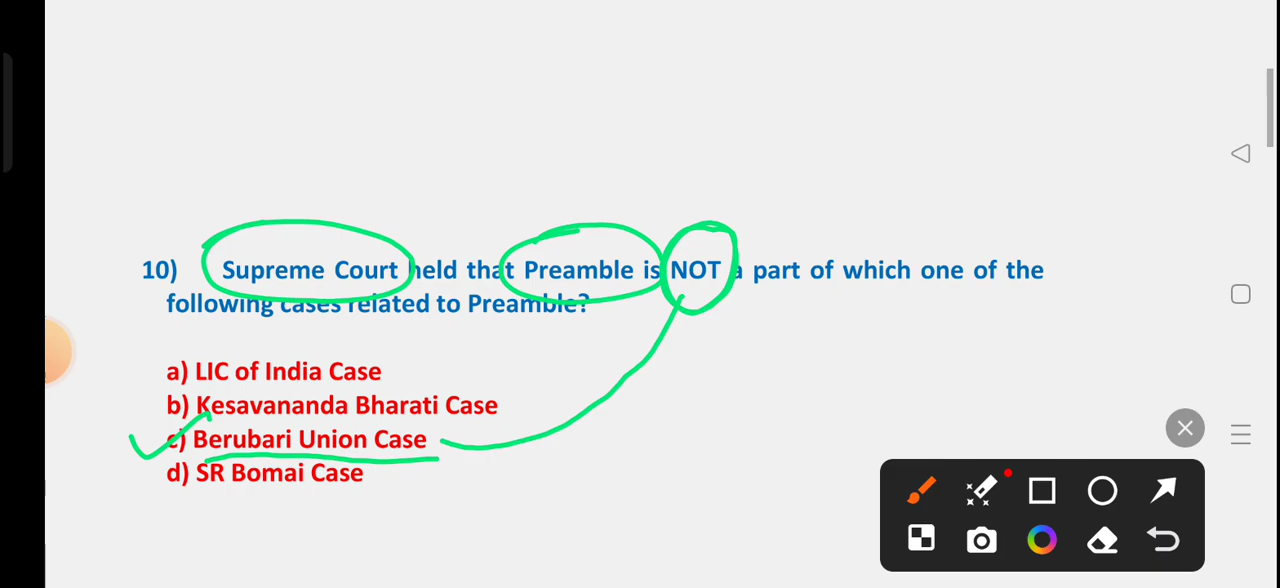 10) Supreme Court held that Preamble is NOT a part of which one of the
following cases related to Preamble?
a) LIC of India Case
b) Kesavananda Bharati Case
c) Berubari Union Case
d) SR Bomai Case